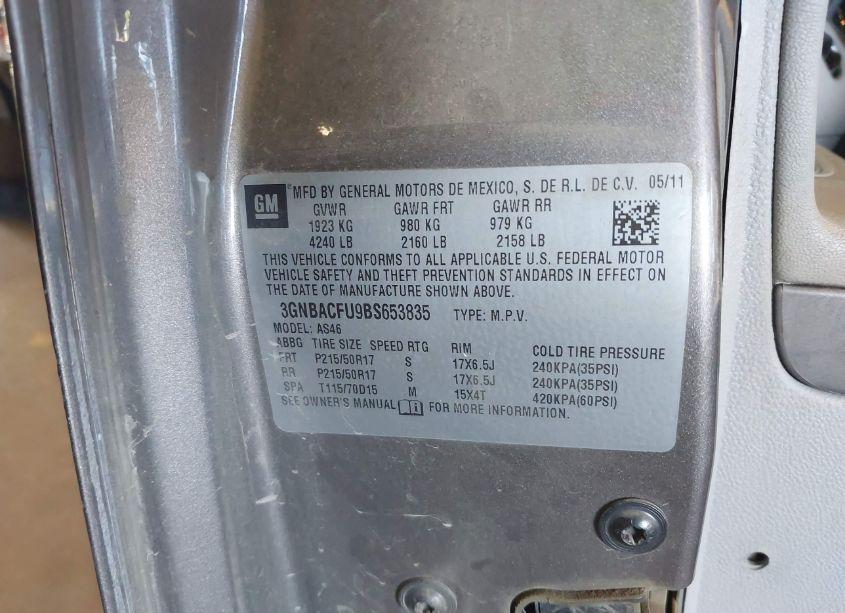 GM ® MFD BY GENERAL MOTORS DE MEXICO, S. DE R.L. DE C.V. 05/11
GVWR GAWR FRT GAWR RR
1923 KG 980 KG 979 KG
4240 LB 2160 LB 2158 LB
THIS VEHICLE CONFORMS TO ALL APPLICABLE U.S. FEDERAL MOTOR
VEHICLE SAFETY AND THEFT PREVENTION STANDARDS IN EFFECT ON
THE DATE OF MANUFACTURE SHOWN ABOVE.
3GNBACFU9BS653835 TYPE: M.P.V.
MODEL: AS46
ABBG TIRE SIZE SPEED RTG RIM COLD TIRE PRESSURE
FRT P215/50R17 S 17X6.5J 240KPA(35PSI)
RR P215/50R17 S 17X6.5J 240KPA(35PSI)
SPA T115/70D15 M 15X4T 420KPA(60PSI)
SEE OWNER'S MANUAL FOR MORE INFORMATION.